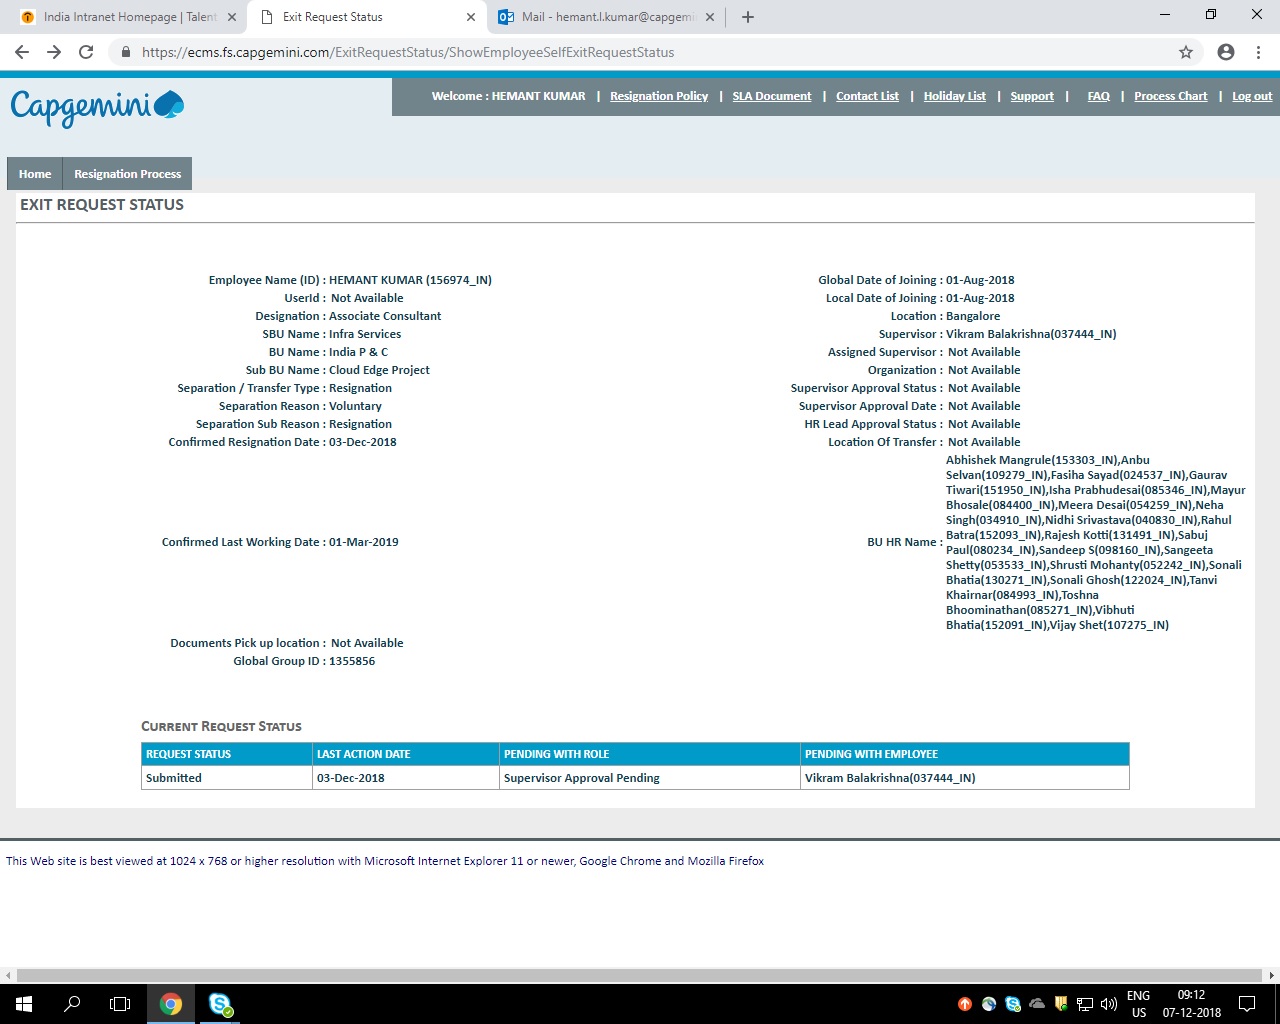 India Intranet Homepage | Talent
Exit Request Status
Mail - hemant.l.kumar@capgemi
https://ecms.fs.capgemini.com/ExitRequestStatus/ShowEmployeeSelfExitRequestStatus
Capgemini
Welcome : HEMANT KUMAR | Resignation Policy | SLA Document | Contact List | Holiday List | Support | FAQ | Process Chart | Log out
Home Resignation Process
EXIT REQUEST STATUS
Employee Name (ID) : HEMANT KUMAR (156974_IN)
UserId : Not Available
Designation : Associate Consultant
SBU Name : Infra Services
BU Name : India P & C
Sub BU Name : Cloud Edge Project
Separation / Transfer Type : Resignation
Separation Reason : Voluntary
Separation Sub Reason : Resignation
Confirmed Resignation Date : 03-Dec-2018
Confirmed Last Working Date : 01-Mar-2019
Documents Pick up location : Not Available
Global Group ID : 1355856
Global Date of Joining : 01-Aug-2018
Local Date of Joining : 01-Aug-2018
Location : Bangalore
Supervisor : Vikram Balakrishna(037444_IN)
Assigned Supervisor : Not Available
Organization : Not Available
Supervisor Approval Status : Not Available
Supervisor Approval Date : Not Available
HR Lead Approval Status : Not Available
Location Of Transfer : Not Available
Abhishek Mangrule(153303_IN),Anbu
Selvan(109279_IN),Fasiha Sayad(024537_IN),Gaurav
Tiwari(151950_IN),Isha Prabhudesai(085346_IN),Mayur
Bhosale(084400_IN),Meera Desai(054259_IN),Neha
Singh(034910_IN),Nidhi Srivastava(040830_IN),Rahul
BU HR Name : Batra(152093_IN),Rajesh Kotti(131491_IN),Sabuj
Paul(080234_IN),Sandeep S(098160_IN),Sangeeta
Shetty(053533_IN),Shrusti Mohanty(052242_IN),Sonali
Bhatia(130271_IN),Sonali Ghosh(122024_IN),Tanvi
Khairnar(084993_IN),Toshna
Bhoominathan(085271_IN),Vibhuti
Bhatia(152091_IN),Vijay Shet(107275_IN)
CURRENT REQUEST STATUS
REQUEST STATUS LAST ACTION DATE PENDING WITH ROLE PENDING WITH EMPLOYEE
Submitted 03-Dec-2018 Supervisor Approval Pending Vikram Balakrishna(037444_IN)
This Web site is best viewed at 1024 x 768 or higher resolution with Microsoft Internet Explorer 11 or newer, Google Chrome and Mozilla Firefox
ENG 09:12
US 07-12-2018